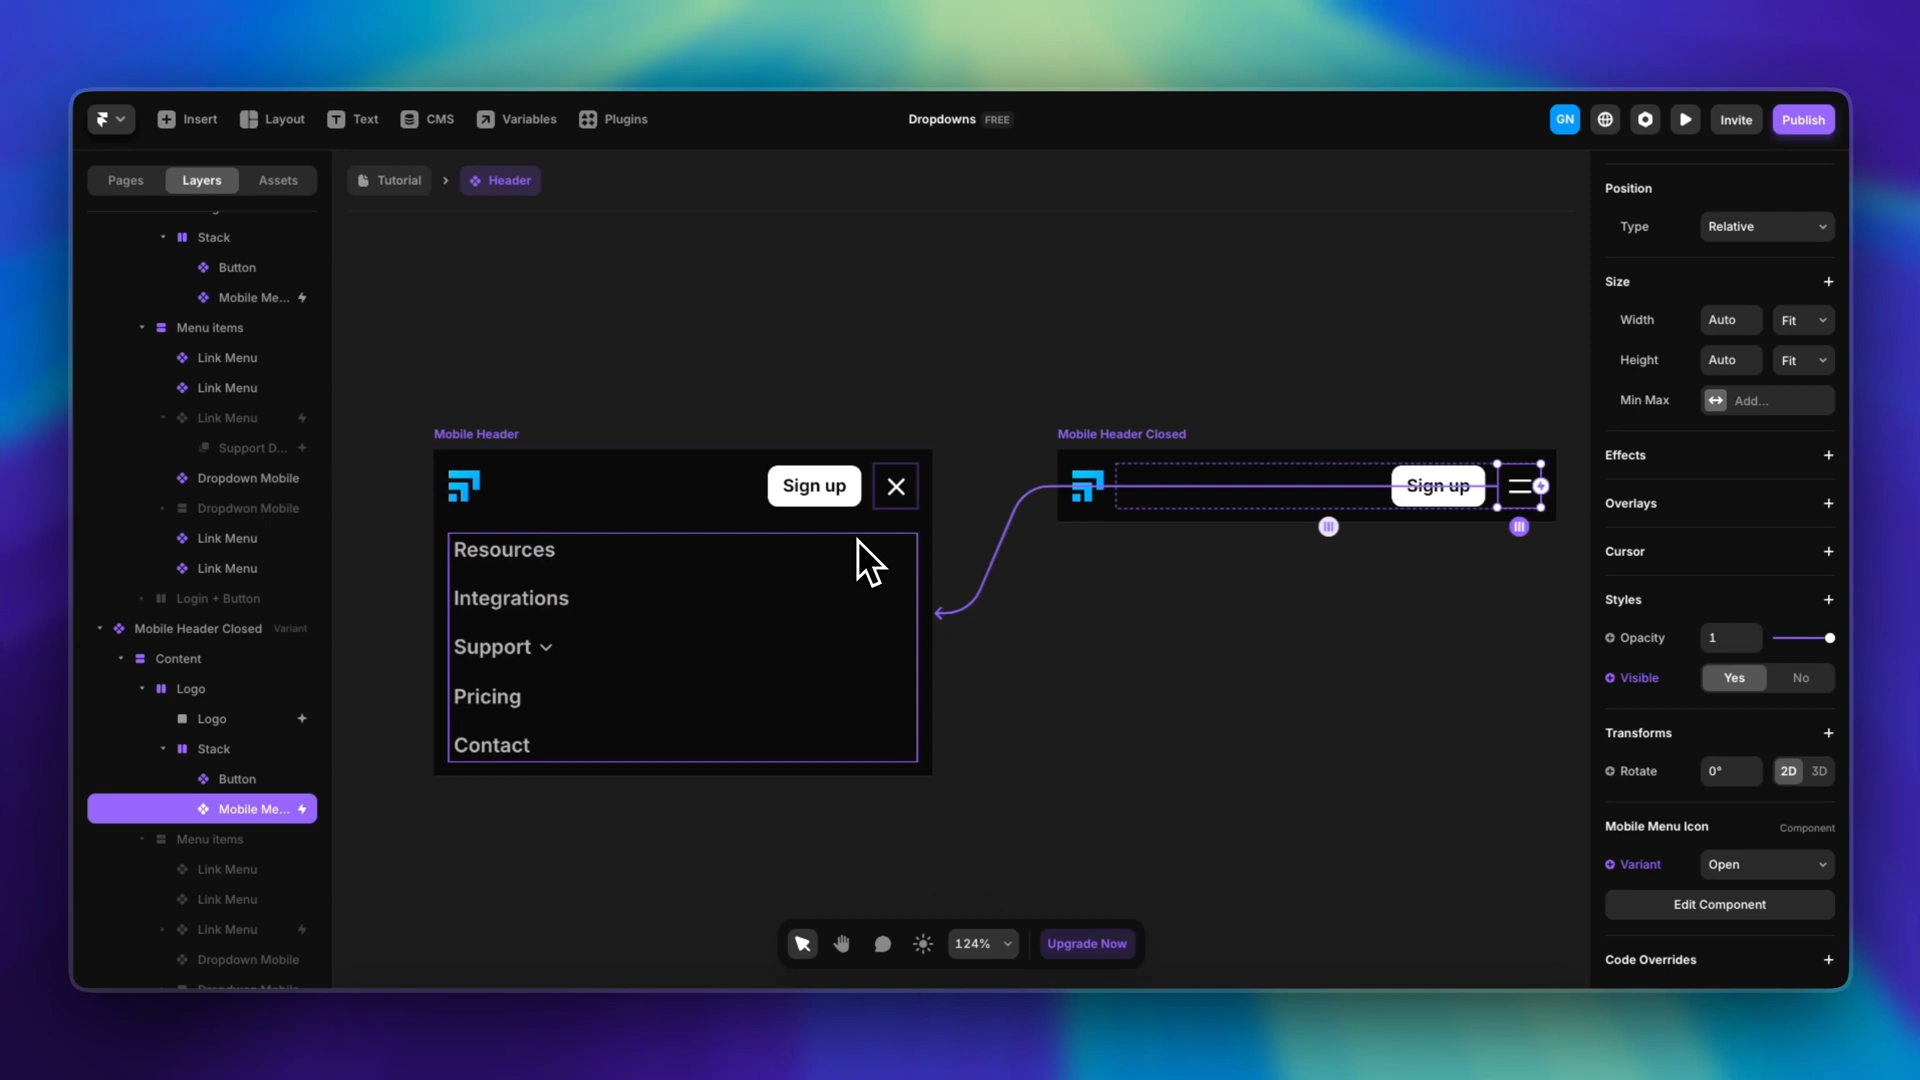 Insert
Layout
Text
CMS
Variables
Plugins
Dropdowns FREE
GN
Invite
Publish
Pages
Layers
Assets
Tutorial
Header
Stack
Button
Mobile Me...
Menu items
Link Menu
Link Menu
Link Menu
Support D...
Dropdown Mobile
Dropdwon Mobile
Link Menu
Link Menu
Login + Button
Mobile Header Closed Variant
Content
Logo
Logo
Stack
Button
Mobile Me...
Menu items
Link Menu
Link Menu
Link Menu
Dropdown Mobile
Dropdwon Mobile
Mobile Header
Sign up
Resources
Integrations
Support
Pricing
Contact
Mobile Header Closed
Sign up
124%
Upgrade Now
Position
Type Relative
Size
Width Auto Fit
Height Auto Fit
Min Max Add...
Effects
Overlays
Cursor
Styles
Opacity 1
Visible Yes No
Transforms
Rotate 0° 2D 3D
Mobile Menu Icon Component
Variant Open
Edit Component
Code Overrides